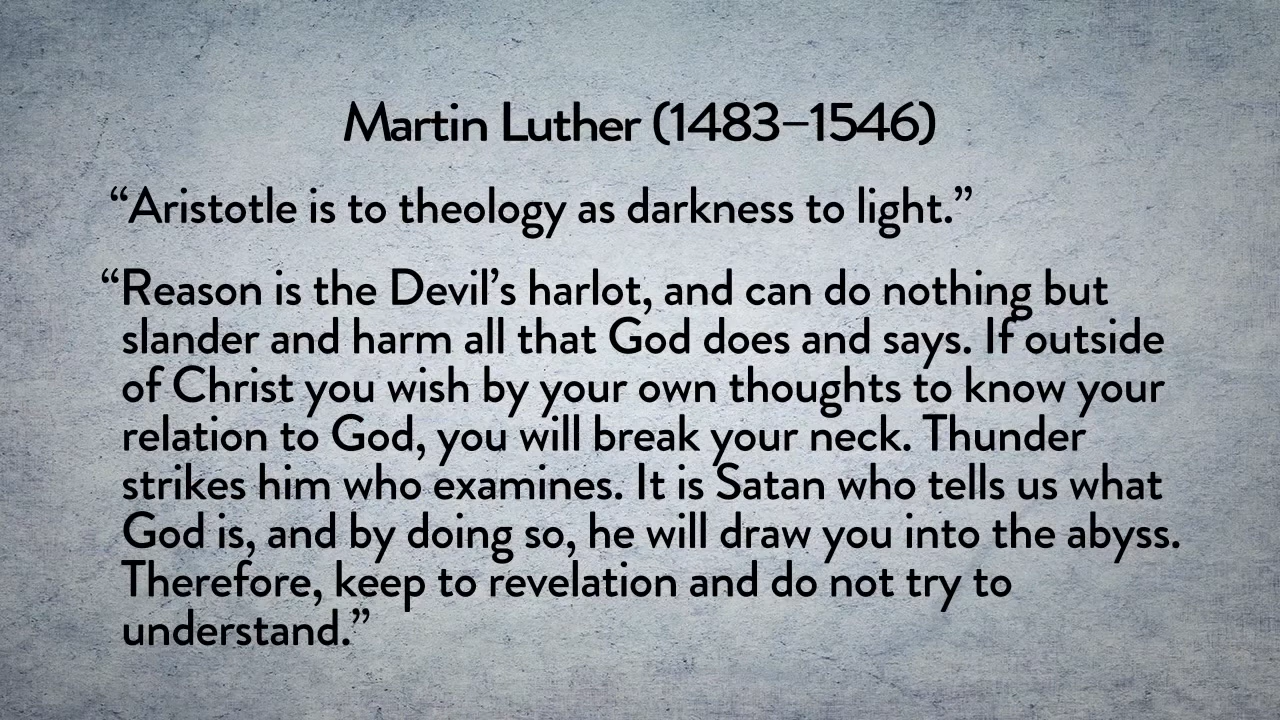 Martin Luther (1483–1546)
“Aristotle is to theology as darkness to light.”
“Reason is the Devil’s harlot, and can do nothing but
slander and harm all that God does and says. If outside
of Christ you wish by your own thoughts to know your
relation to God, you will break your neck. Thunder
strikes him who examines. It is Satan who tells us what
God is, and by doing so, he will draw you into the abyss.
Therefore, keep to revelation and do not try to
understand.”